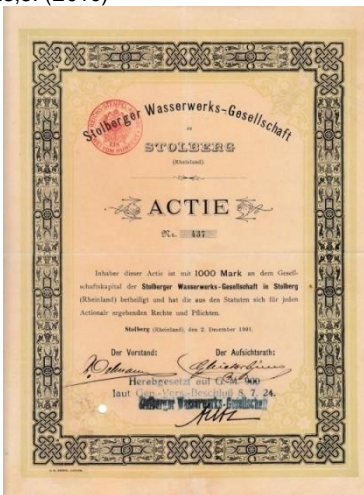 (2010)
Stolberger Wasserwerks-Gesellschaft
zu
STOLBERG
(Rheinland)
ACTIE
No. 437
Inhaber dieser Actie ist mit 1000 Mark an dem Gesell-
schaftskapital der Stolberger Wasserwerks-Gesellschaft in Stolberg
(Rheinland) betheiligt und hat die aus den Statuten sich für jeden
Actionair ergebenden Rechte und Pflichten.
Stolberg (Rheinland), den 2. December 1891.
Der Vorstand: Der Aufsichtsrath:
Herabgesetzt auf G.-M. 900
laut Gen.-Vers.-Beschluß 8. 7. 24.
Stolberger Wasserwerks-Gesellschaft